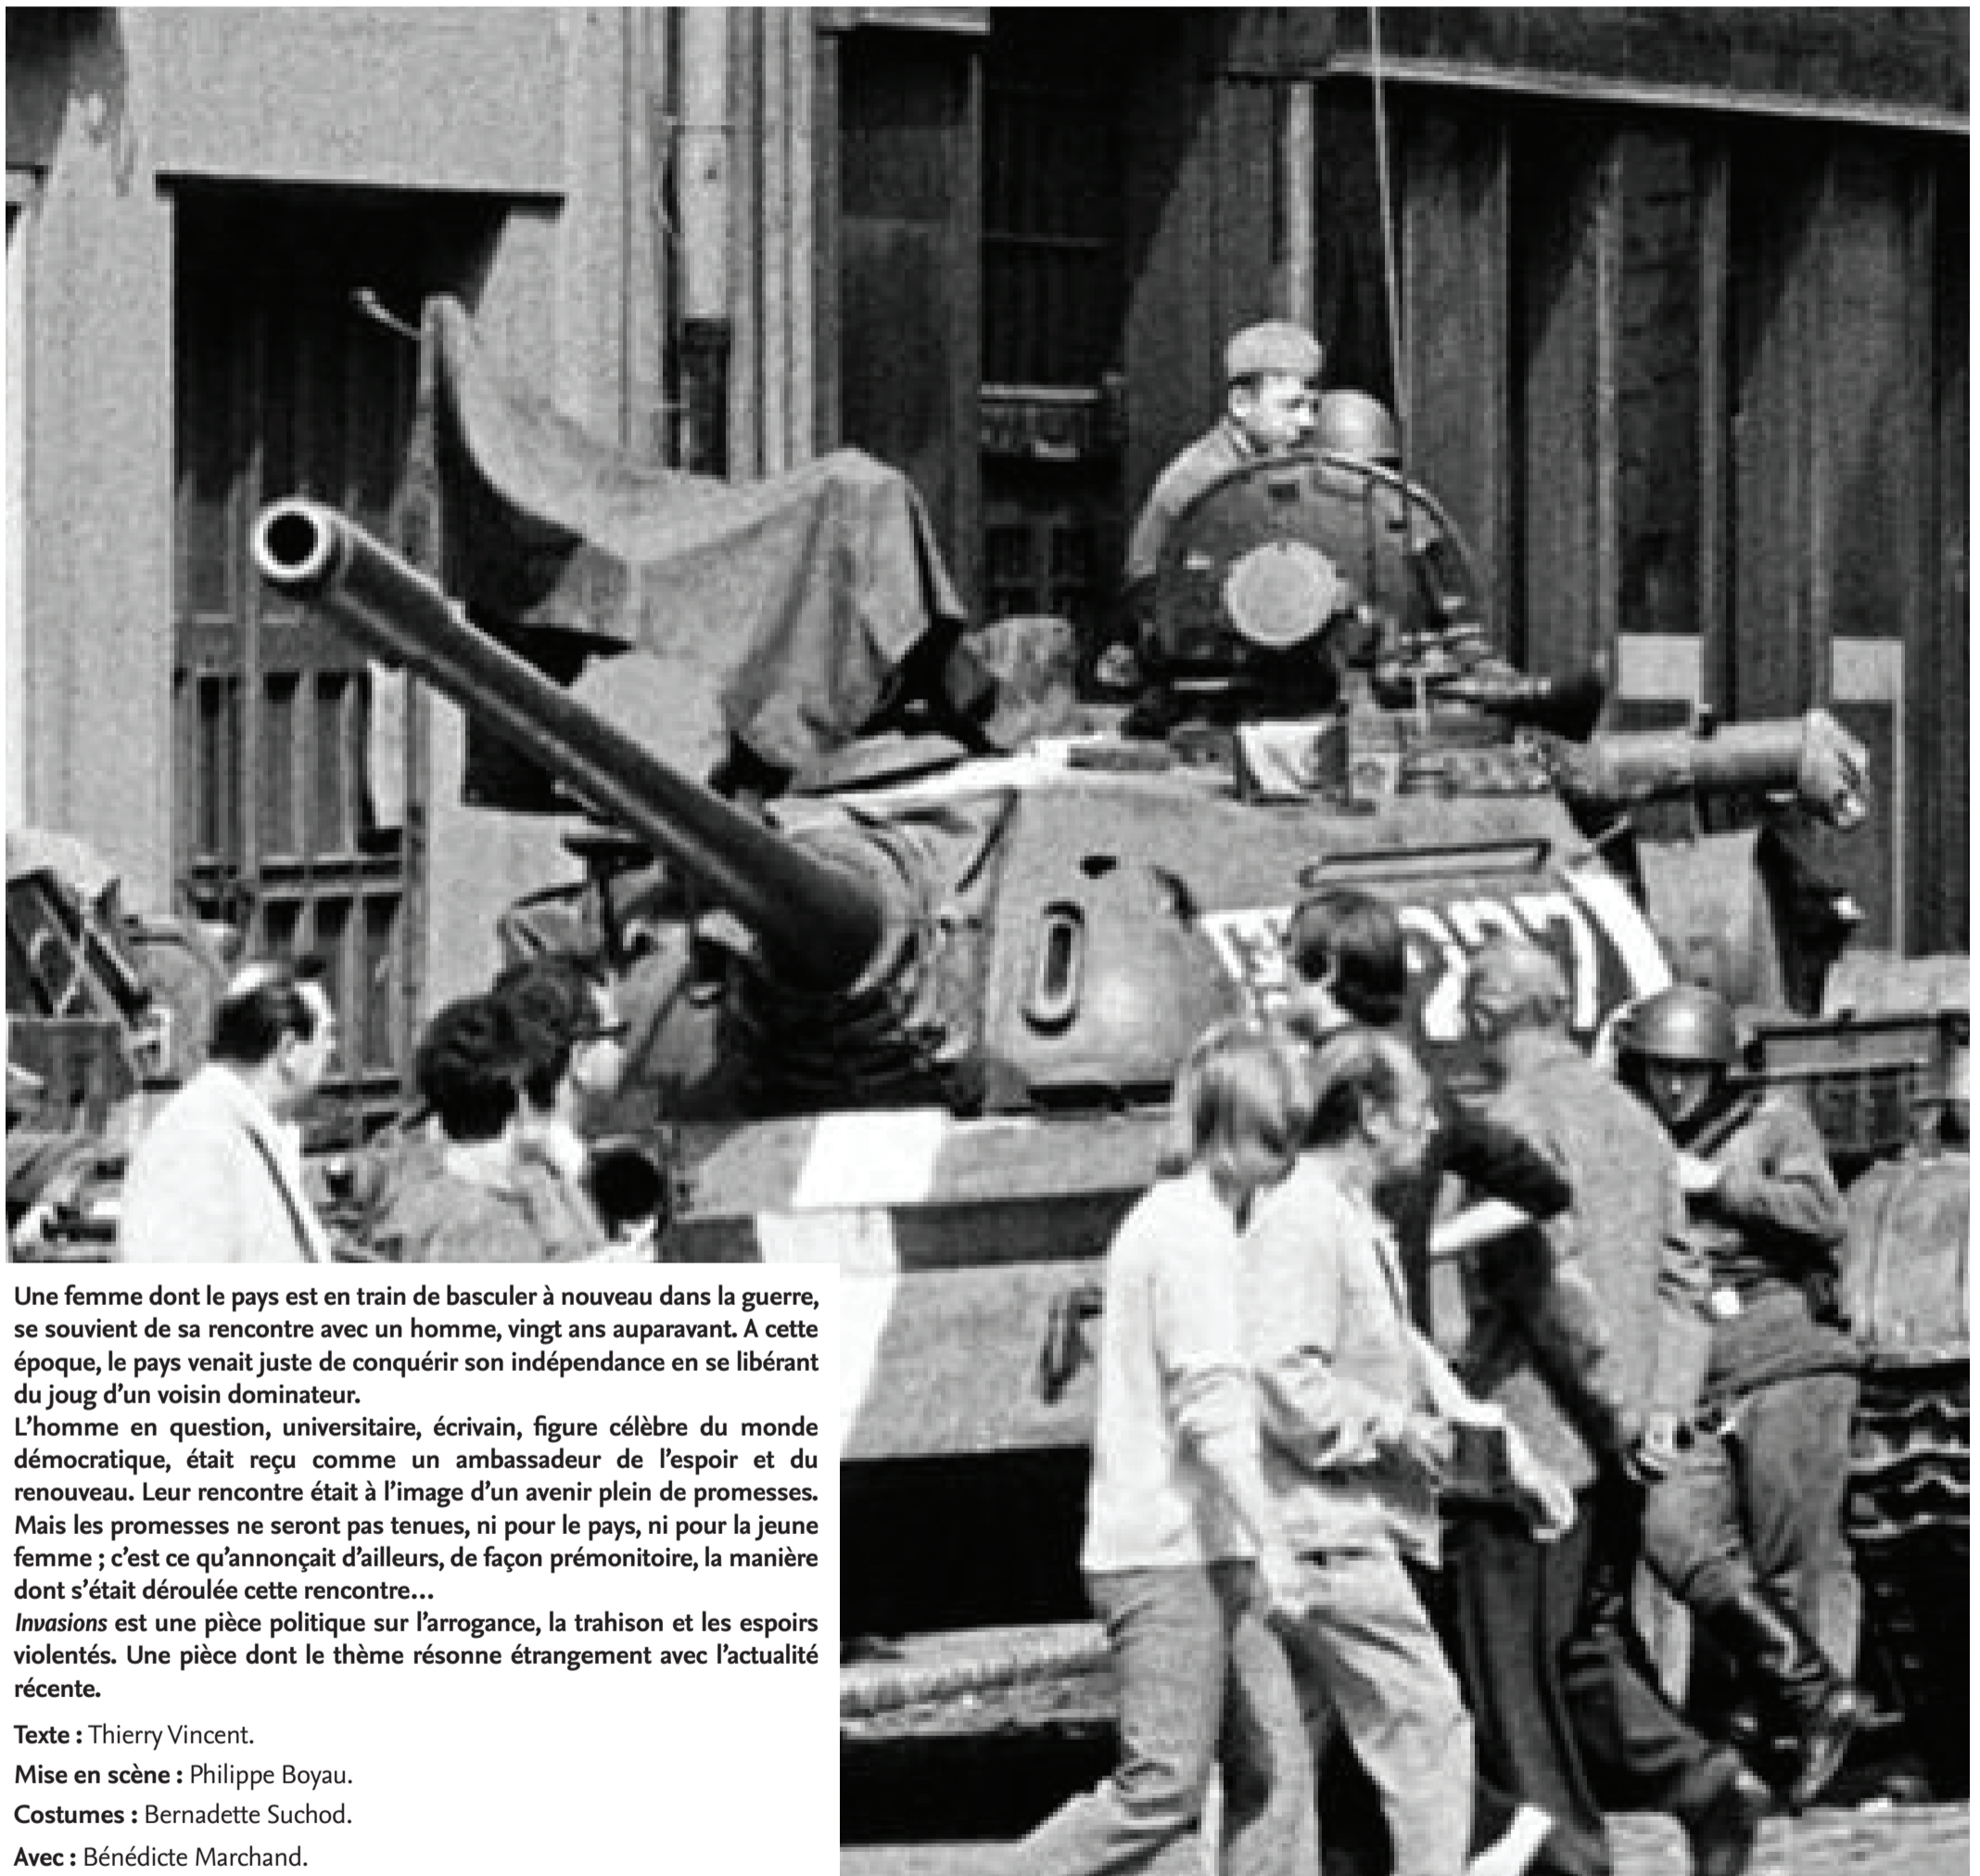 Une femme dont le pays est en train de basculer à nouveau dans la guerre,
se souvient de sa rencontre avec un homme, vingt ans auparavant. A cette
époque, le pays venait juste de conquérir son indépendance en se libérant
du joug d'un voisin dominateur.
L'homme en question, universitaire, écrivain, figure célèbre du monde
démocratique, était reçu comme un ambassadeur de l'espoir et du
renouveau. Leur rencontre était à l'image d'un avenir plein de promesses.
Mais les promesses ne seront pas tenues, ni pour le pays, ni pour la jeune
femme ; c'est ce qu'annonçait d'ailleurs, de façon prémonitoire, la manière
dont s'était déroulée cette rencontre...
Invasions est une pièce politique sur l'arrogance, la trahison et les espoirs
violentés. Une pièce dont le thème résonne étrangement avec l'actualité
récente.
Texte : Thierry Vincent.
Mise en scène : Philippe Boyau.
Costumes : Bernadette Suchod.
Avec : Bénédicte Marchand.